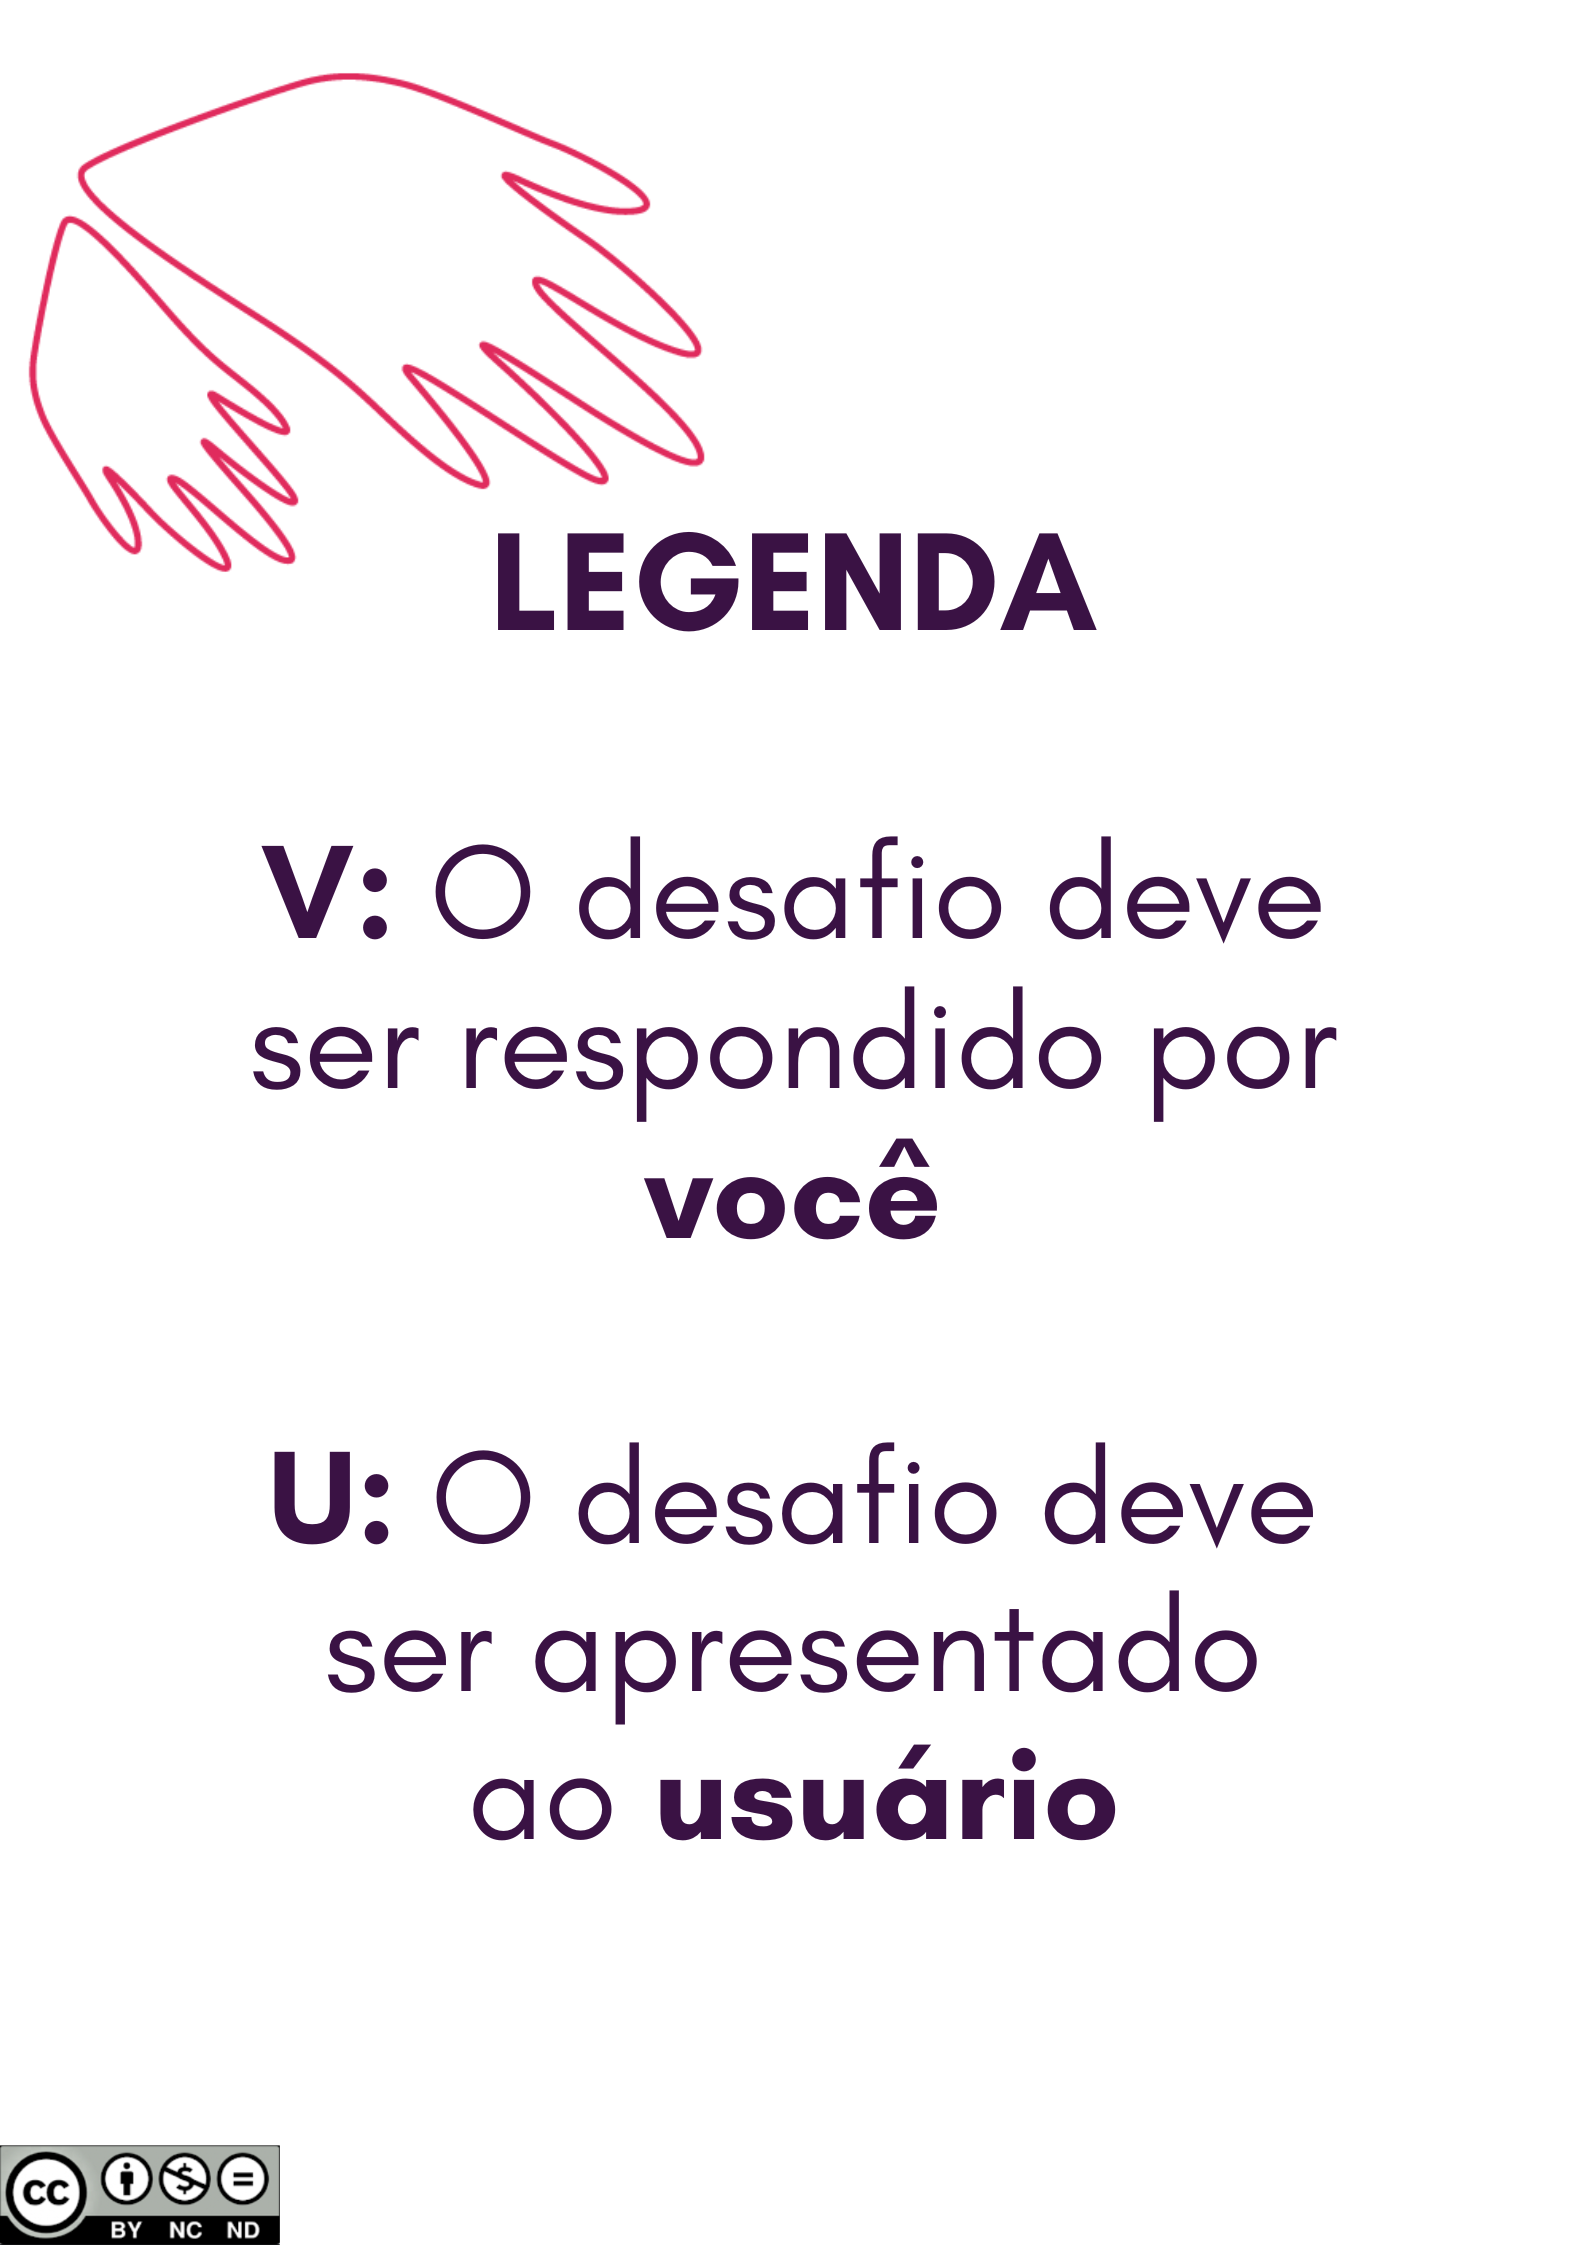 LEGENDA
V: O desafio deve
ser respondido por
você
U: O desafio deve
ser apresentado
ao usuário
cc
BY NC ND